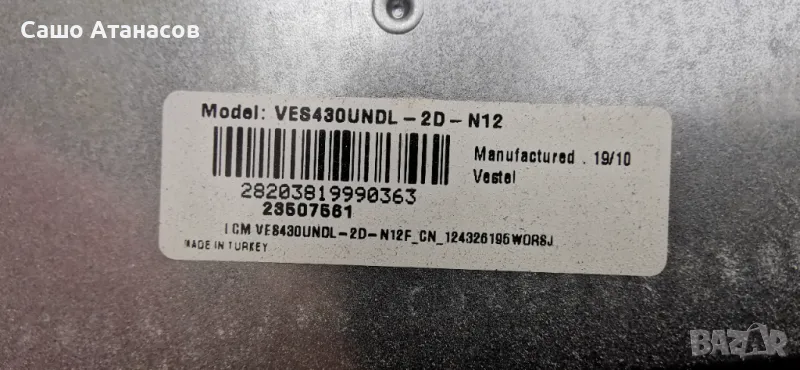 Сашо Атанасов
Model: VES430UNDL-2D-N12
Manufactured . 19/10
Vestel
28203819990363
23507561
LCM VES430UNDL-2D-N12F_CN_124326195WORSJ
MADE IN TURKEY
BAZAR